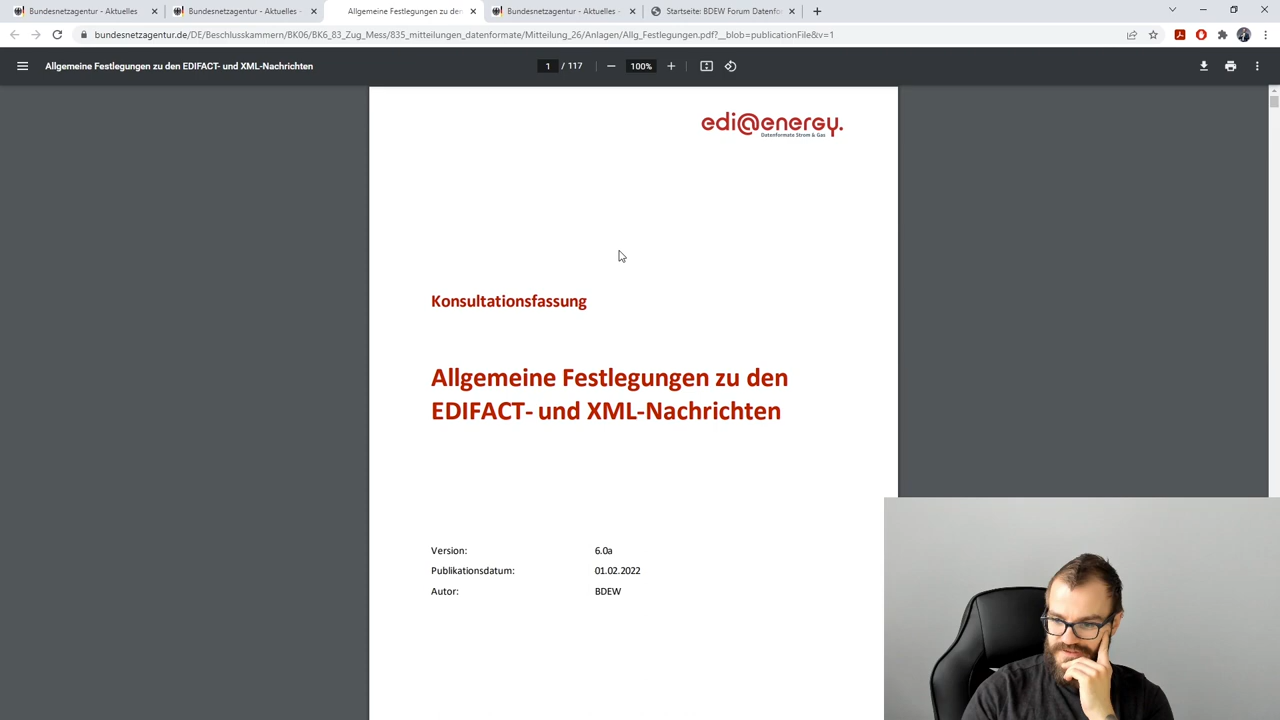 Bundesnetzagentur - Aktuelles
Bundesnetzagentur - Aktuelles -
Allgemeine Festlegungen zu den
Bundesnetzagentur - Aktuelles -
Startseite: BDEW Forum Datenfor
bundesnetzagentur.de/DE/Beschlusskammern/BK06/BK6_83_Zug_Mess/835_mitteilungen_datenformate/Mitteilung_26/Anlagen/Allg_Festlegungen.pdf?__blob=publicationFile&v=1
Allgemeine Festlegungen zu den EDIFACT- und XML-Nachrichten
1 / 117
100%
edi@energy.
Datenformate Strom & Gas
Konsultationsfassung
Allgemeine Festlegungen zu den
EDIFACT- und XML-Nachrichten
Version: 6.0a
Publikationsdatum: 01.02.2022
Autor: BDEW